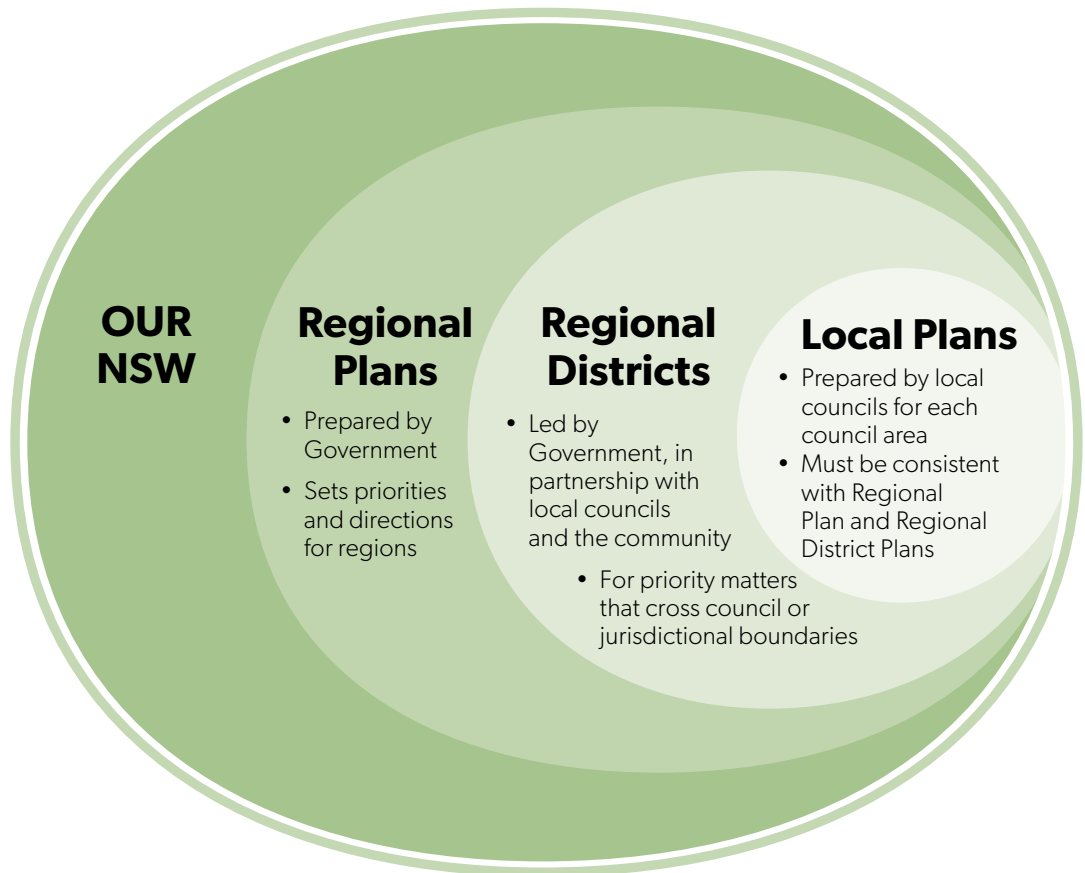 OUR
NSW
Regional
Plans
• Prepared by
Government
• Sets priorities
and directions
for regions
Regional
Districts
• Led by
Government, in
partnership with
local councils
and the community
• For priority matters
that cross council or
jurisdictional boundaries
Local Plans
• Prepared by local
councils for each
council area
• Must be consistent
with Regional
Plan and Regional
District Plans